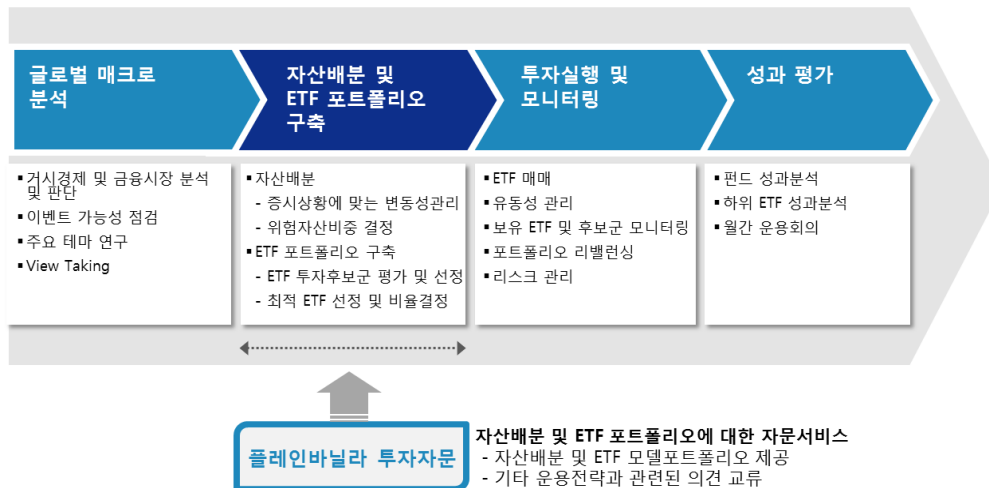 글로벌 매크로
분석
자산배분 및
ETF 포트폴리오
구축
투자실행 및
모니터링
성과 평가
▪거시경제 및 금융시장 분석
및 판단
▪이벤트 가능성 점검
▪주요 테마 연구
▪View Taking
▪자산배분
- 증시상황에 맞는 변동성관리
- 위험자산비중 결정
▪ETF 포트폴리오 구축
- ETF 투자후보군 평가 및 선정
- 최적 ETF 선정 및 비율결정
▪ETF 매매
▪유동성 관리
▪보유 ETF 및 후보군 모니터링
▪포트폴리오 리밸런싱
▪리스크 관리
▪펀드 성과분석
▪하위 ETF 성과분석
▪월간 운용회의
플레인바닐라 투자자문
자산배분 및 ETF 포트폴리오에 대한 자문서비스
- 자산배분 및 ETF 모델포트폴리오 제공
- 기타 운용전략과 관련된 의견 교류